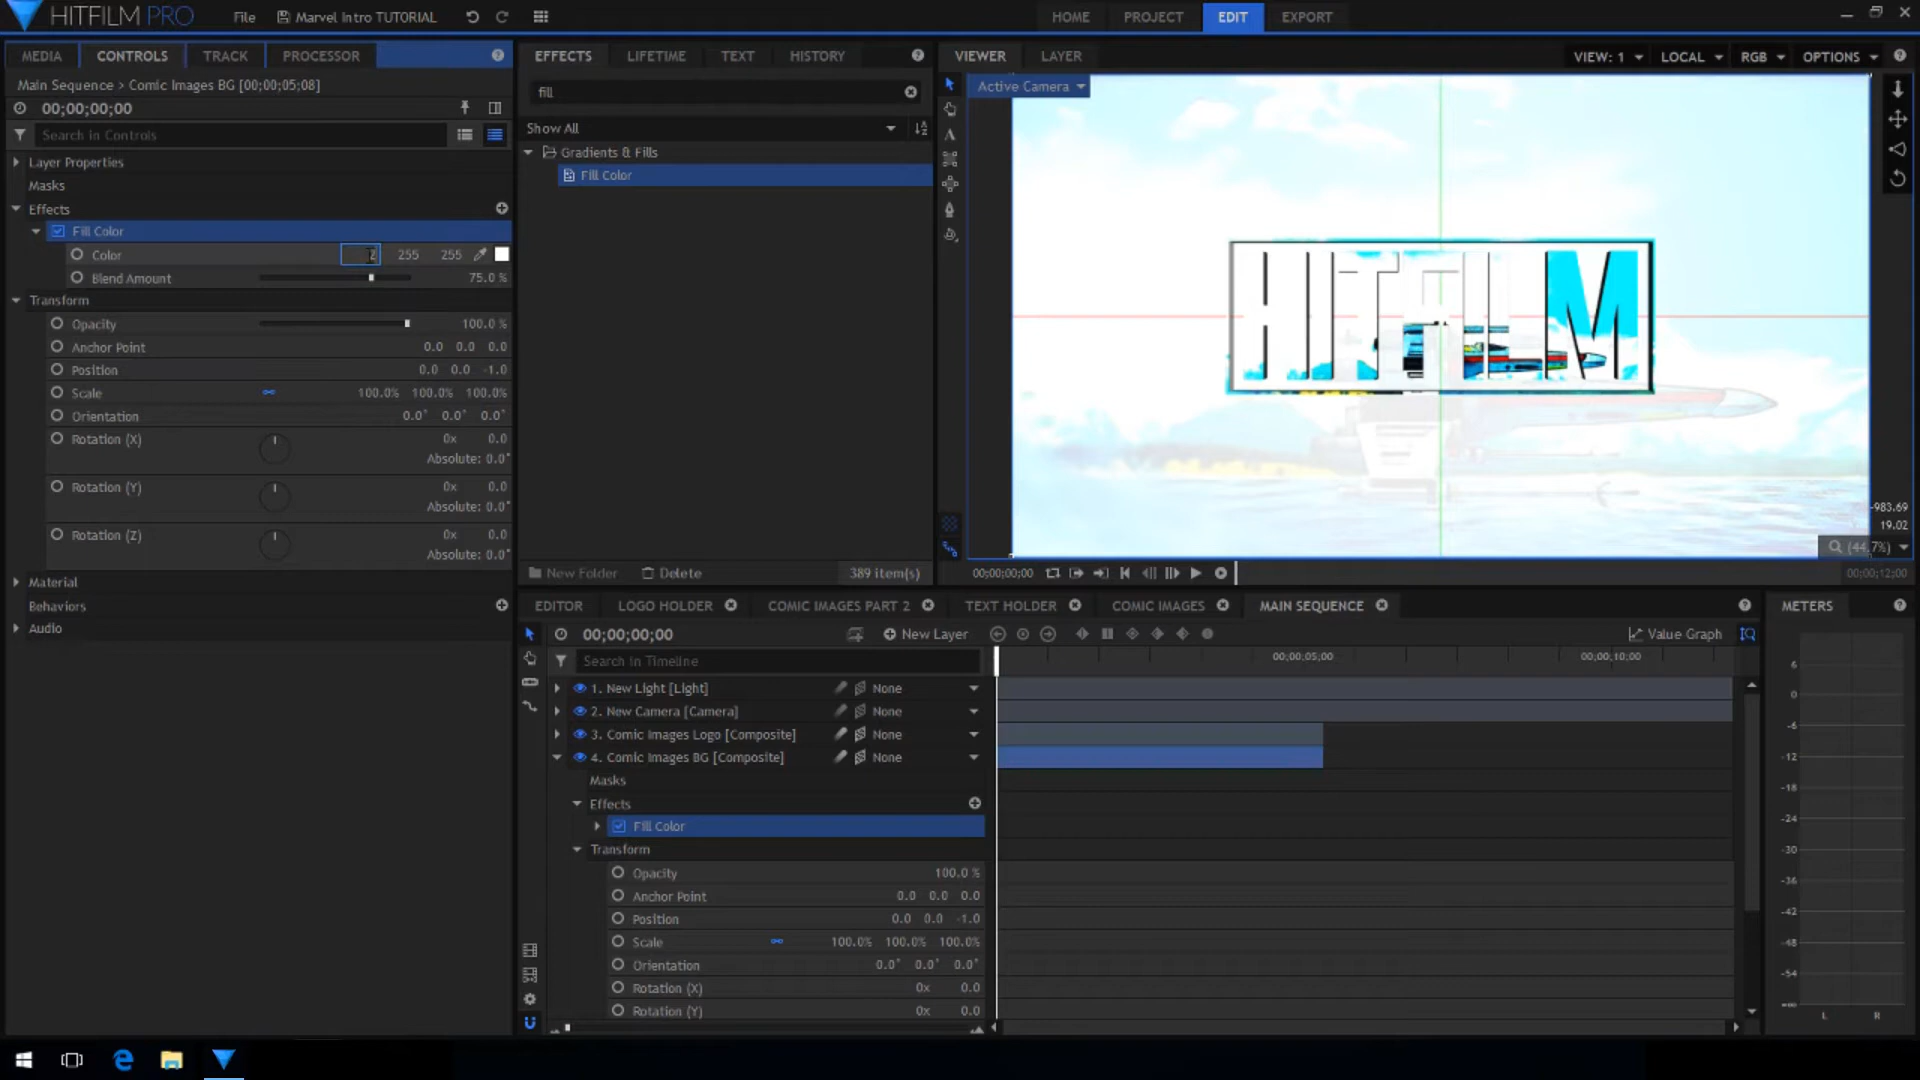 HITFILM PRO File Marvel Intro TUTORIAL HOME PROJECT EDIT EXPORT
MEDIA CONTROLS TRACK PROCESSOR
Main Sequence > Comic Images BG [00;00;05;08]
00;00;00;00
Search in Controls
Layer Properties
Masks
Effects
Fill Color
Color 2 255 255
Blend Amount 75.0 %
Transform
Opacity 100.0 %
Anchor Point 0.0 0.0 0.0
Position 0.0 0.0 -1.0
Scale 100.0% 100.0% 100.0%
Orientation 0.0° 0.0° 0.0°
Rotation (X) 0x 0.0
Absolute: 0.0°
Rotation (Y) 0x 0.0
Absolute: 0.0°
Rotation (Z) 0x 0.0
Absolute: 0.0°
Material
Behaviors
Audio
EFFECTS LIFETIME TEXT HISTORY
fill
Show All
Gradients & Fills
Fill Color
New Folder Delete 389 item(s)
VIEWER LAYER VIEW: 1 LOCAL RGB OPTIONS
Active Camera
HITFILM
-983.69
19.02
(44.7%)
00;00;00;00 00;00;12;00
EDITOR LOGO HOLDER COMIC IMAGES PART 2 TEXT HOLDER COMIC IMAGES MAIN SEQUENCE
00;00;00;00 New Layer Value Graph
Search in Timeline 00;00;05;00 00;00;10;00
1. New Light [Light] None
2. New Camera [Camera] None
3. Comic Images Logo [Composite] None
4. Comic Images BG [Composite] None
Masks
Effects
Fill Color
Transform
Opacity 100.0 %
Anchor Point 0.0 0.0 0.0
Position 0.0 0.0 -1.0
Scale 100.0% 100.0% 100.0%
Orientation 0.0° 0.0° 0.0°
Rotation (X) 0x 0.0
Rotation (Y) 0x 0.0
METERS
6
0
-6
-12
-18
-24
-30
-36
-42
-48
-54
-∞
L R